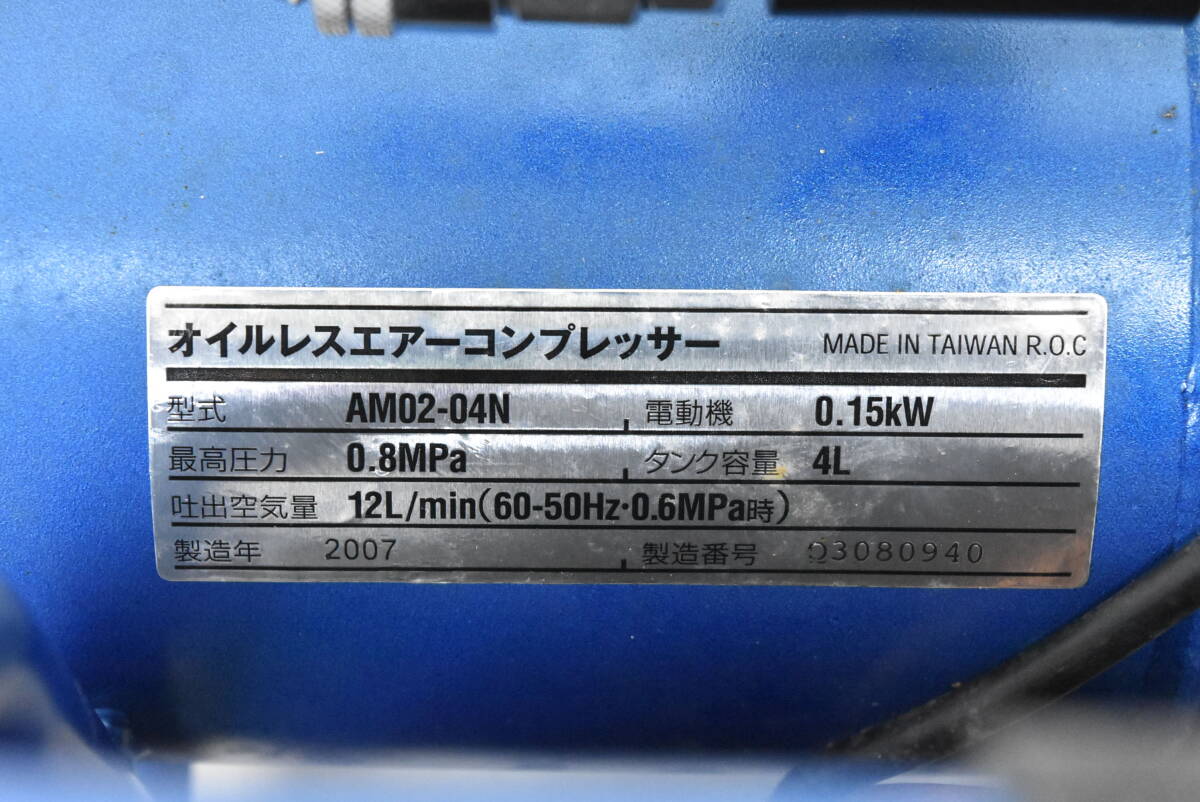 オイルレスエアーコンプレッサー MADE IN TAIWAN R.O.C
型式 AM02-04N 電動機 0.15kW
最高圧力 0.8MPa タンク容量 4L
吐出空気量 12L/min(60-50Hz·0.6MPa時)
製造年 2007 製造番号